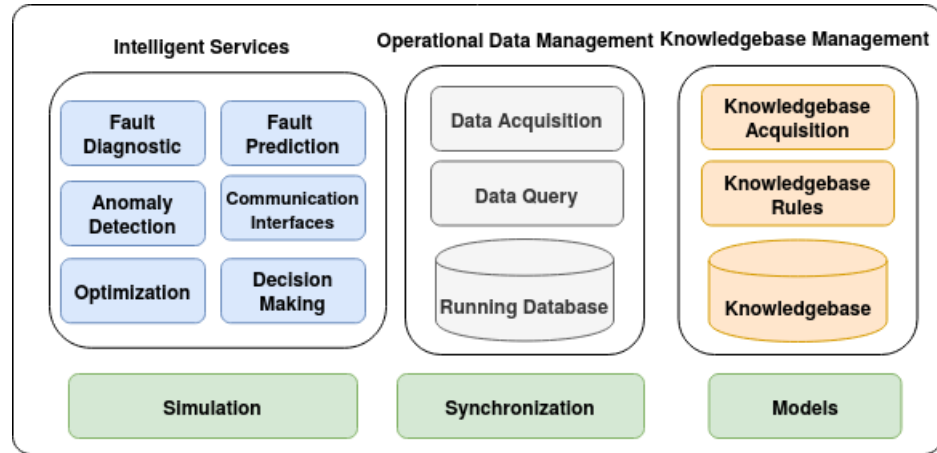 Intelligent Services
Operational Data Management
Knowledgebase Management
Fault
Diagnostic
Fault
Prediction
Anomaly
Detection
Communication
Interfaces
Optimization
Decision
Making
Data Acquisition
Data Query
Running Database
Knowledgebase
Acquisition
Knowledgebase
Rules
Knowledgebase
Simulation
Synchronization
Models